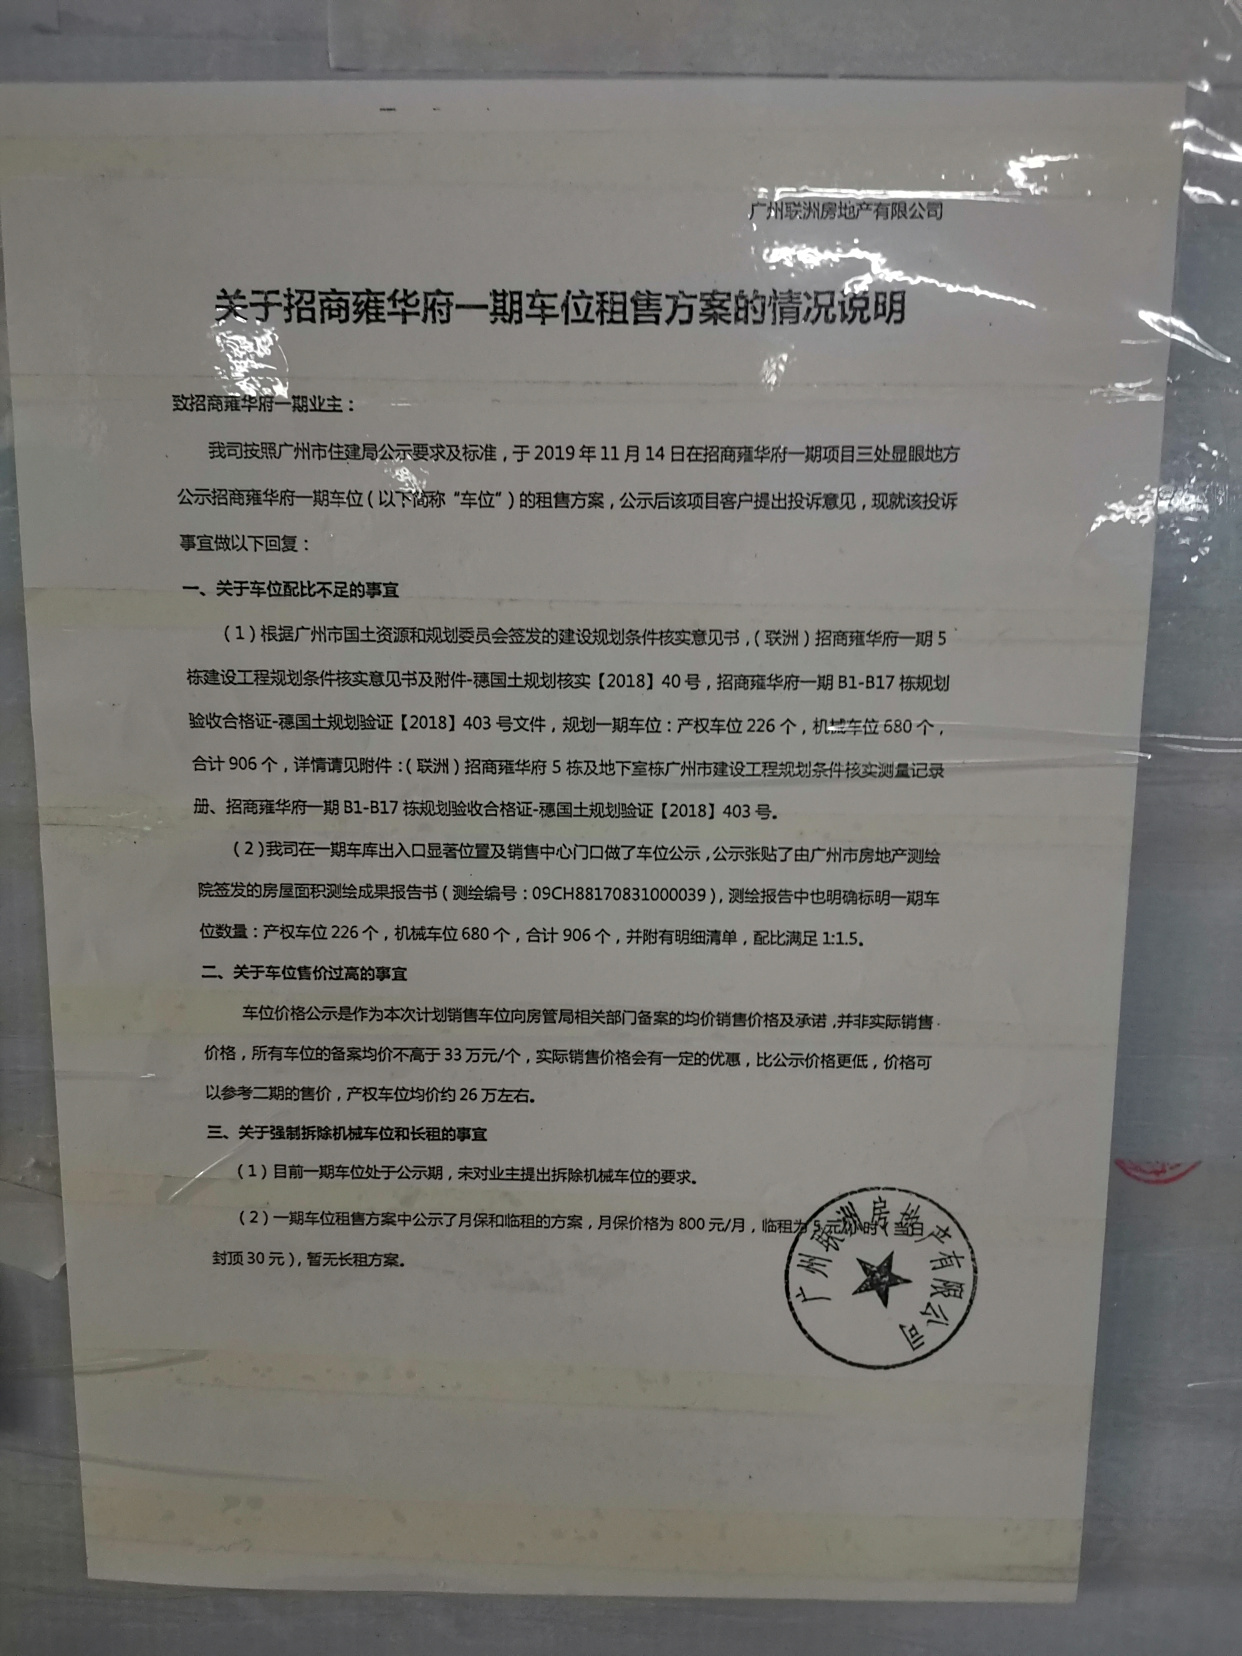 广州联洲房地产有限公司
关于招商雍华府一期车位租售方案的情况说明
致招商雍华府一期业主：
我司按照广州市住建局公示要求及标准，于 2019 年 11 月 14 日在招商雍华府一期项目三处显眼地方
公示招商雍华府一期车位（以下简称“车位”）的租售方案，公示后该项目客户提出投诉意见，现就该投诉
事宜做以下回复：
一、关于车位配比不足的事宜
（1）根据广州市国土资源和规划委员会签发的建设规划条件核实意见书，（联洲）招商雍华府一期 5
栋建设工程规划条件核实意见书及附件-穗国土规划核实【2018】40 号，招商雍华府一期 B1-B17 栋规划
验收合格证-穗国土规划验证【2018】403 号文件，规划一期车位：产权车位 226 个，机械车位 680 个，
合计 906 个，详情请见附件：（联洲）招商雍华府 5 栋及地下室栋广州市建设工程规划条件核实测量记录
册、招商雍华府一期 B1-B17 栋规划验收合格证-穗国土规划验证【2018】403 号。
（2）我司在一期车库出入口显著位置及销售中心门口做了车位公示，公示张贴了由广州市房地产测绘
院签发的房屋面积测绘成果报告书（测绘编号：09CH88170831000039），测绘报告中也明确标明一期车
位数量：产权车位 226 个，机械车位 680 个，合计 906 个，并附有明细清单，配比满足 1:1.5。
二、关于车位售价过高的事宜
车位价格公示是作为本次计划销售车位向房管局相关部门备案的均价销售价格及承诺，并非实际销售
价格，所有车位的备案均价不高于 33 万元/个，实际销售价格会有一定的优惠，比公示价格更低，价格可
以参考二期的售价，产权车位均价约 26 万左右。
三、关于强制拆除机械车位和长租的事宜
（1）目前一期车位处于公示期，未对业主提出拆除机械车位的要求。
（2）一期车位租售方案中公示了月保和临租的方案，月保价格为 800 元/月，临租为 5 元/小时（当日
封顶 30 元），暂无长租方案。
广州联洲房地产有限公司